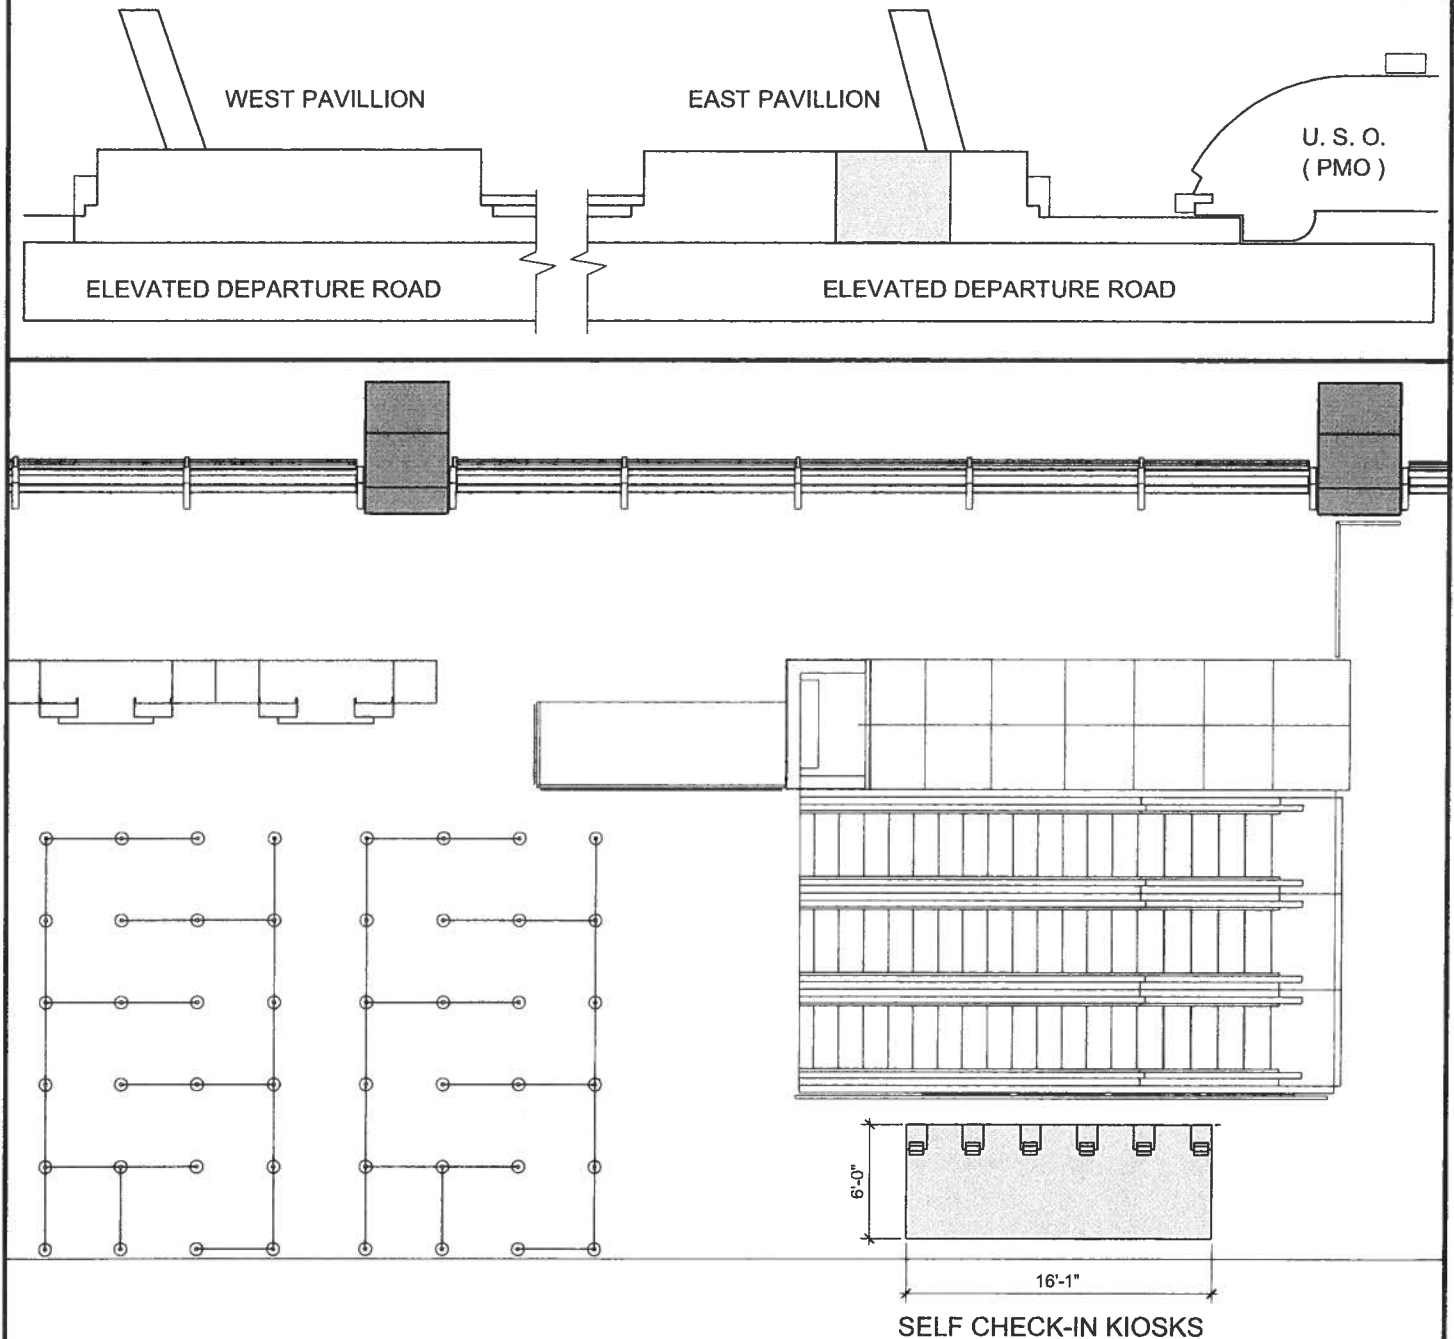 WEST PAVILLION
EAST PAVILLION
U. S. O.
( PMO )
ELEVATED DEPARTURE ROAD
ELEVATED DEPARTURE ROAD
6'-0"
16'-1"
SELF CHECK-IN KIOSKS